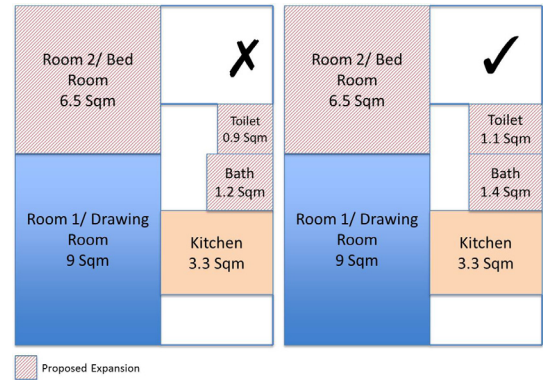 Room 2/ Bed
Room
6.5 Sqm
Toilet
0.9 Sqm
Bath
1.2 Sqm
Room 1/ Drawing
Room
9 Sqm
Kitchen
3.3 Sqm
Room 2/ Bed
Room
6.5 Sqm
Toilet
1.1 Sqm
Bath
1.4 Sqm
Room 1/ Drawing
Room
9 Sqm
Kitchen
3.3 Sqm
Proposed Expansion